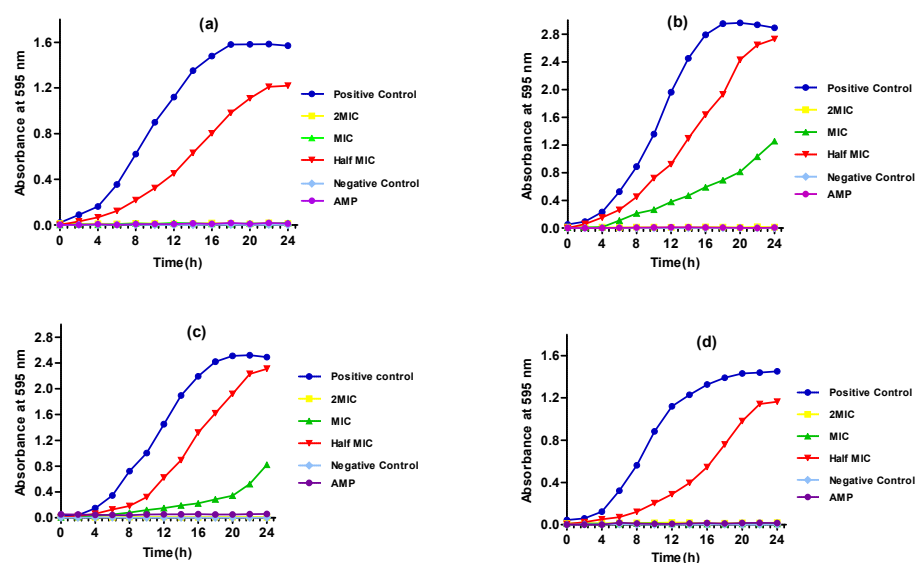 (a)
Absorbance at 595 nm
1.6
1.2
0.8
0.4
0.0
0 4 8 12 16 20 24
Time(h)
Positive Control
2MIC
MIC
Half MIC
Negative Control
AMP
(b)
Absorbance at 595 nm
2.8
2.4
2.0
1.6
1.2
0.8
0.4
0.0
0 4 8 12 16 20 24
Time(h)
Positive Control
2MIC
MIC
Half MIC
Negative Control
AMP
(c)
Absorbance at 595 nm
2.8
2.4
2.0
1.6
1.2
0.8
0.4
0.0
0 4 8 12 16 20 24
Time(h)
Positive control
2MIC
MIC
Half MIC
Negative Control
AMP
(d)
Absorbance at 595 nm
1.6
1.2
0.8
0.4
0.0
0 4 8 12 16 20 24
Time(h)
Positive Control
2MIC
MIC
Half MIC
Negative Control
AMP